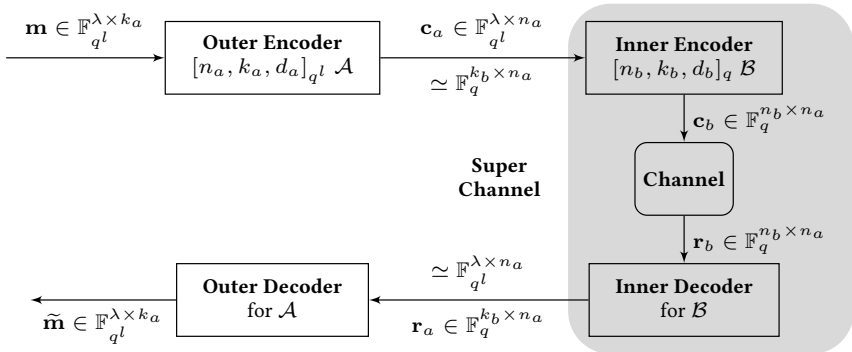 𝐦 ∈ 𝔽_{q^l}^{λ×k_a}
Outer Encoder
[n_a, k_a, d_a]_{q^l} 𝒜
𝐜_a ∈ 𝔽_{q^l}^{λ×n_a}
≃ 𝔽_q^{k_b×n_a}
Inner Encoder
[n_b, k_b, d_b]_q ℬ
𝐜_b ∈ 𝔽_q^{n_b×n_a}
Super
Channel
Channel
𝐫_b ∈ 𝔽_q^{n_b×n_a}
Inner Decoder
for ℬ
≃ 𝔽_{q^l}^{λ×n_a}
𝐫_a ∈ 𝔽_q^{k_b×n_a}
Outer Decoder
for 𝒜
𝐦̃ ∈ 𝔽_{q^l}^{λ×k_a}